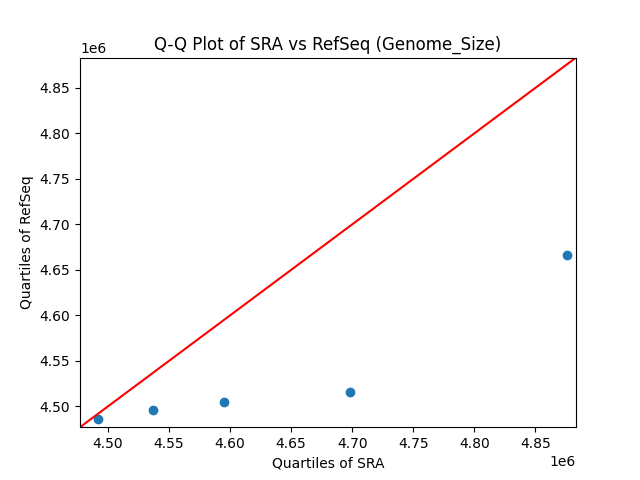 Q-Q Plot of SRA vs RefSeq (Genome_Size)
1e6
4.85
4.80
4.75
4.70
4.65
4.60
4.55
4.50
Quartiles of RefSeq
4.50 4.55 4.60 4.65 4.70 4.75 4.80 4.85
Quartiles of SRA
1e6